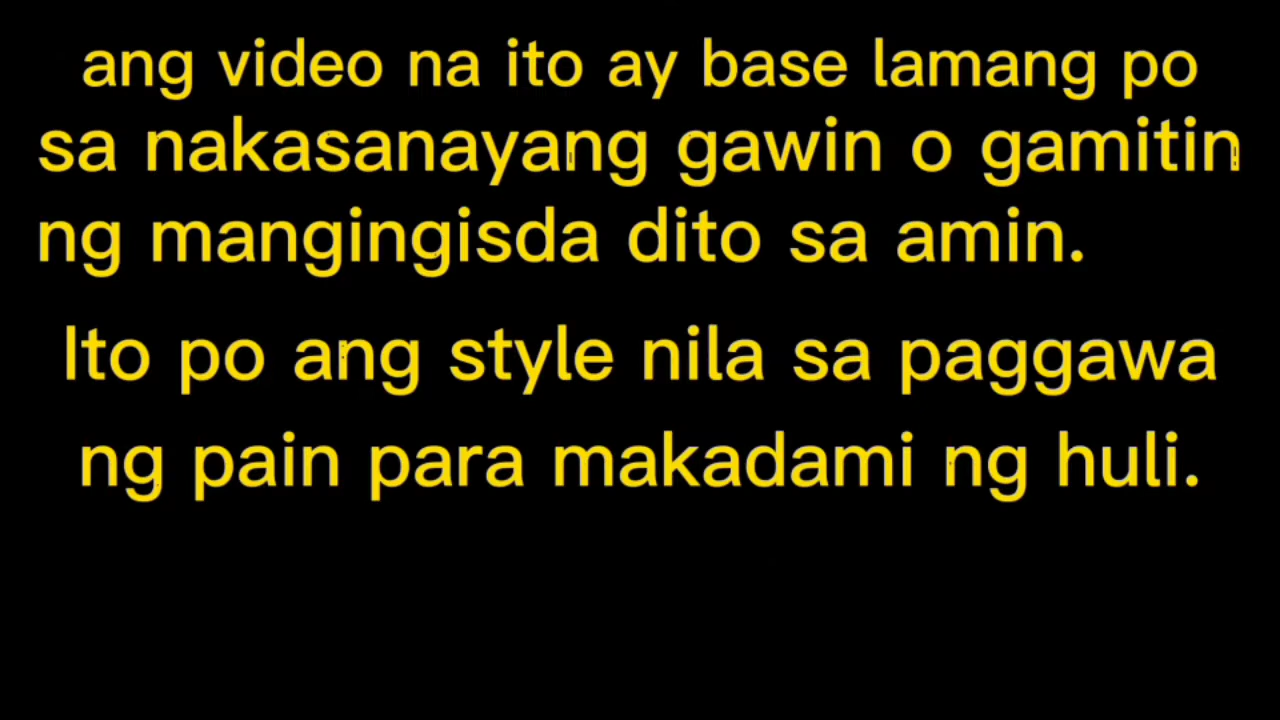 ang video na ito ay base lamang po
sa nakasanayang gawin o gamitin
ng mangingisda dito sa amin.
Ito po ang style nila sa paggawa
ng pain para makadami ng huli.